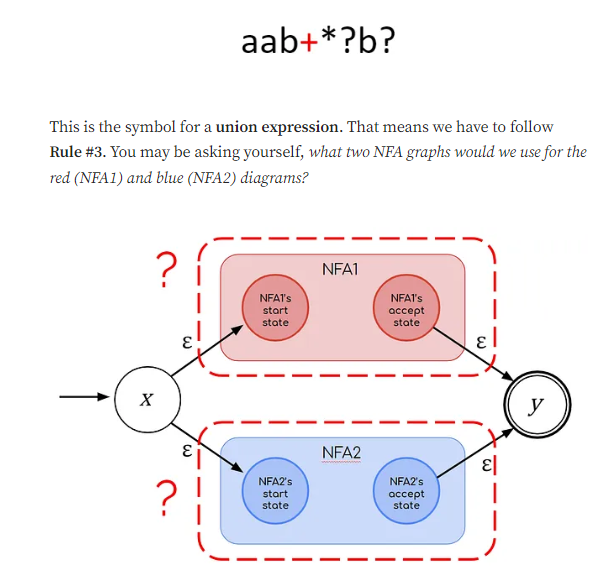 aab+*?b?
This is the symbol for a union expression. That means we have to follow
Rule #3. You may be asking yourself, what two NFA graphs would we use for the
red (NFA1) and blue (NFA2) diagrams?
?
NFA1
NFA1's
start
state
NFA1's
accept
state
ε
ε
x
y
ε
ε
NFA2
?
NFA2's
start
state
NFA2's
accept
state